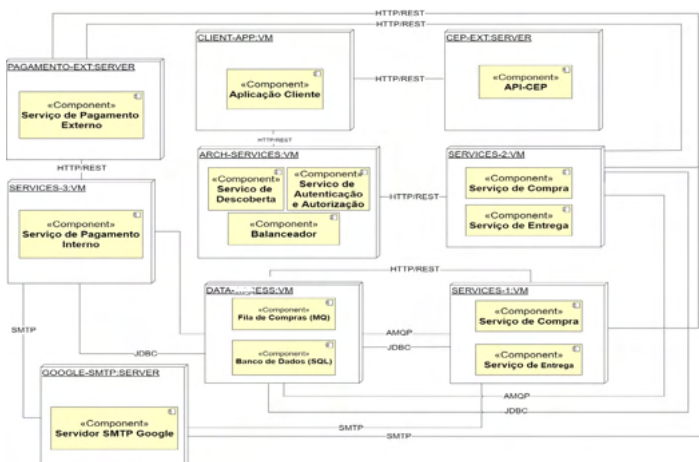 HTTP/REST
HTTP/REST
CLIENT-APP:VM
CEP-EXT:SERVER
PAGAMENTO-EXT:SERVER
«Component»
Serviço de Pagamento
Externo
«Component»
Aplicação Cliente
HTTP/REST
«Component»
API-CEP
HTTP/REST
HTTP/REST
ARCH-SERVICES:VM
SERVICES-2:VM
SERVICES-3:VM
«Component»
Servico de
Descoberta
«Component»
Servico de
Autenticação
e Autorização
HTTP/REST
«Component»
Serviço de Compra
«Component»
Serviço de Pagamento
Interno
«Component»
Balanceador
«Component»
Serviço de Entrega
HTTP/REST
SERVICES-1:VM
«Component»
Fila de Compras (MQ)
«Component»
Serviço de Compra
SMTP
AMQP
JDBC
JDBC
«Component»
Banco de Dados (SQL)
«Component»
Serviço de Entrega
GOOGLE-SMTP:SERVER
AMQP
JDBC
«Component»
Servidor SMTP Google
SMTP
SMTP